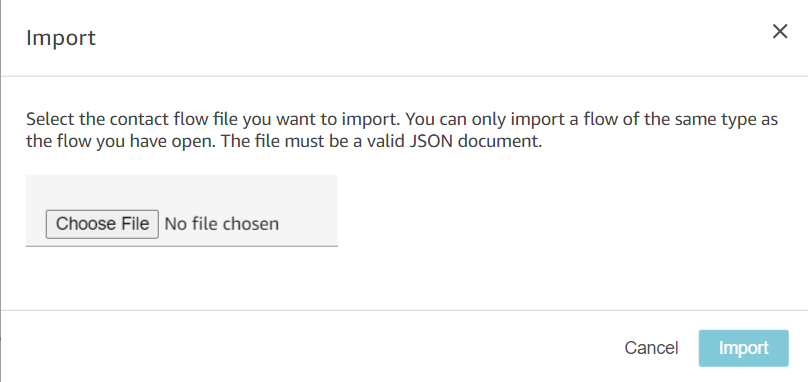 Import
Select the contact flow file you want to import. You can only import a flow of the same type as
the flow you have open. The file must be a valid JSON document.
Choose File No file chosen
Cancel Import